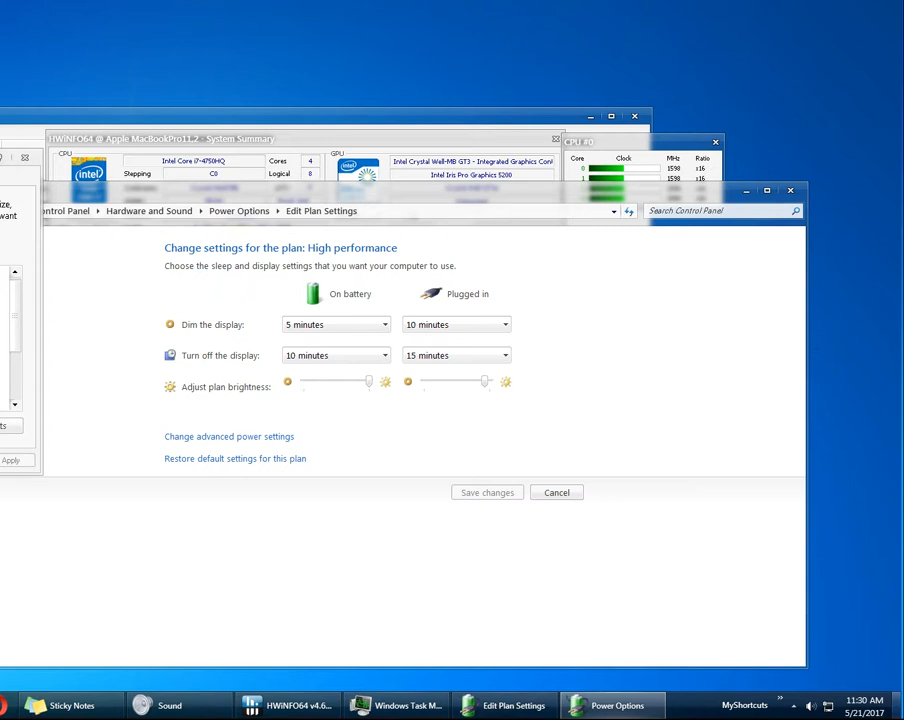 HWiNFO64 @ Apple MacBookPro11,2 - System Summary
CPU
Intel Core i7-4750HQ
Cores 4
Stepping C0 Logical 8
GPU
Intel Crystal Well-MB GT3 - Integrated Graphics Cont
Intel Iris Pro Graphics 5200
CPU #0
Core Clock MHz Ratio
0 1598 x16
1 1598 x16
ize,
want
ts
Apply
ontrol Panel Hardware and Sound Power Options Edit Plan Settings
Search Control Panel
Change settings for the plan: High performance
Choose the sleep and display settings that you want your computer to use.
On battery Plugged in
Dim the display: 5 minutes 10 minutes
Turn off the display: 10 minutes 15 minutes
Adjust plan brightness:
Change advanced power settings
Restore default settings for this plan
Save changes Cancel
Sticky Notes Sound HWiNFO64 v4.6... Windows Task M... Edit Plan Settings Power Options MyShortcuts
11:30 AM
5/21/2017